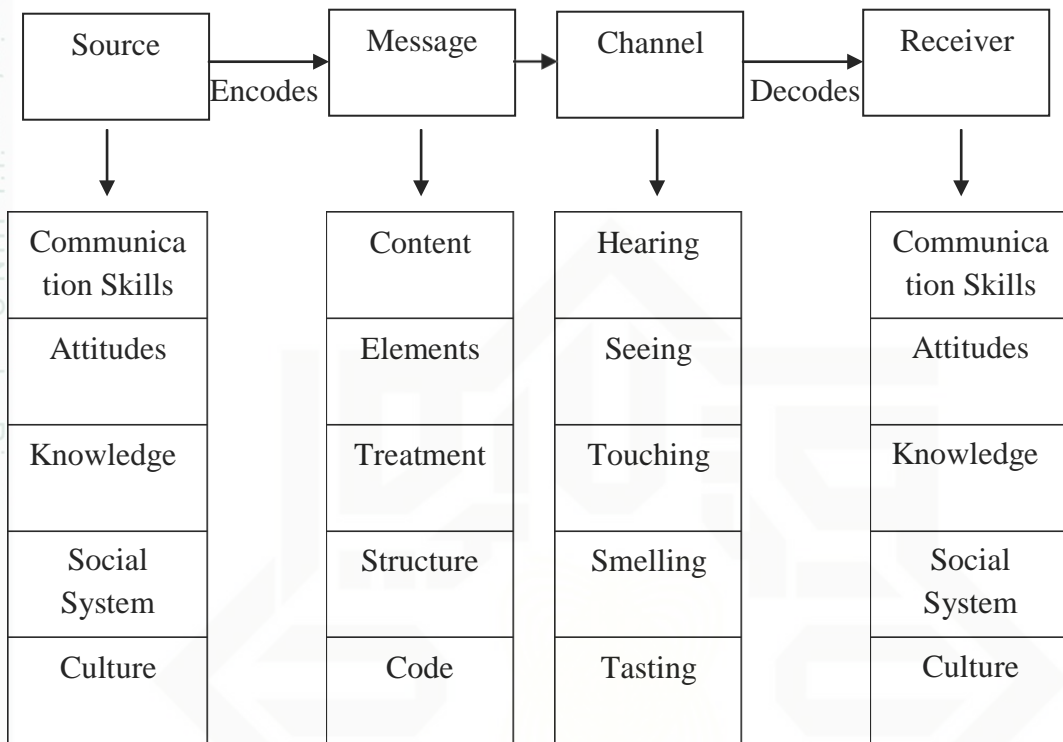 Source
Message
Channel
Receiver
Encodes
Decodes
Communica
tion Skills
Attitudes
Knowledge
Social
System
Culture
Content
Elements
Treatment
Structure
Code
Hearing
Seeing
Touching
Smelling
Tasting
Communica
tion Skills
Attitudes
Knowledge
Social
System
Culture